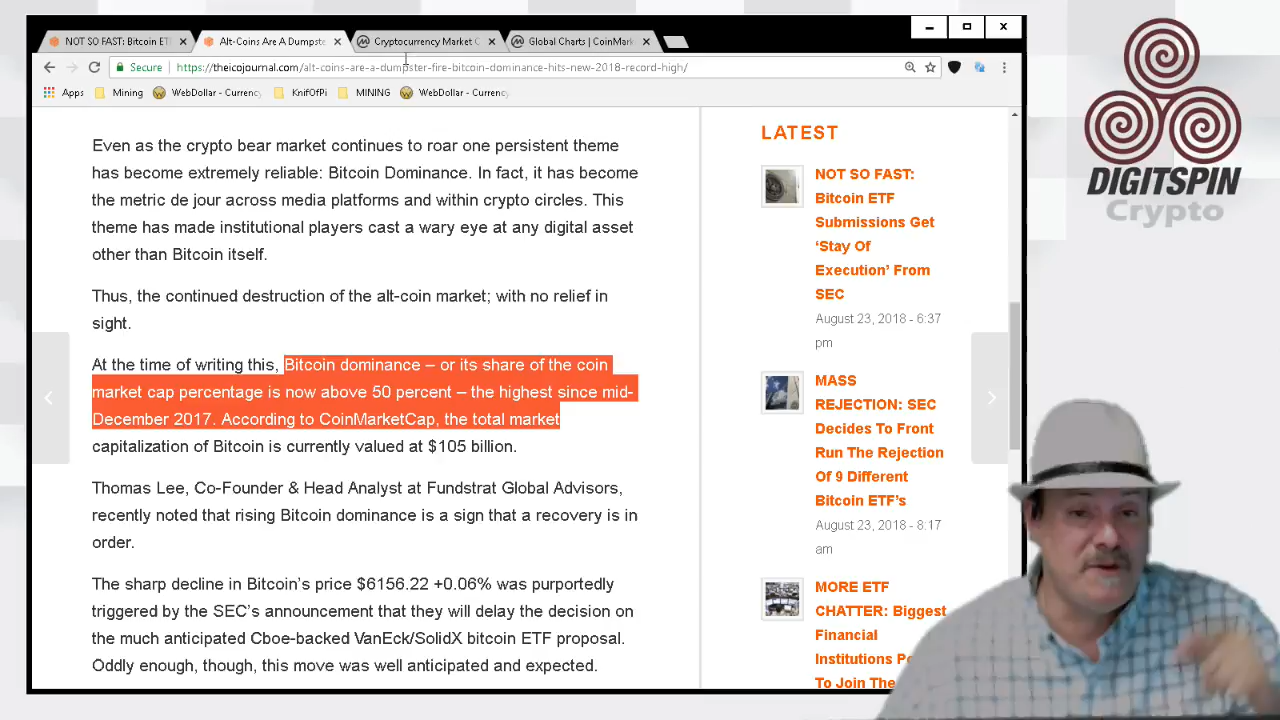 NOT SO FAST: Bitcoin ET
Alt-Coins Are A Dumpste
Cryptocurrency Market C
Global Charts | CoinMark
Secure
https://theicojournal.com/alt-coins-are-a-dumpster-fire-bitcoin-dominance-hits-new-2018-record-high/
Apps
Mining
WebDollar - Currenc
KnifOfPi
MINING
WebDollar - Currenc
Even as the crypto bear market continues to roar one persistent theme
has become extremely reliable: Bitcoin Dominance. In fact, it has become
the metric de jour across media platforms and within crypto circles. This
theme has made institutional players cast a wary eye at any digital asset
other than Bitcoin itself.
Thus, the continued destruction of the alt-coin market; with no relief in
sight.
At the time of writing this, Bitcoin dominance – or its share of the coin
market cap percentage is now above 50 percent – the highest since mid-
December 2017. According to CoinMarketCap, the total market
capitalization of Bitcoin is currently valued at $105 billion.
Thomas Lee, Co-Founder & Head Analyst at Fundstrat Global Advisors,
recently noted that rising Bitcoin dominance is a sign that a recovery is in
order.
The sharp decline in Bitcoin's price $6156.22 +0.06% was purportedly
triggered by the SEC's announcement that they will delay the decision on
the much anticipated Cboe-backed VanEck/SolidX bitcoin ETF proposal.
Oddly enough, though, this move was well anticipated and expected.
LATEST
NOT SO FAST:
Bitcoin ETF
Submissions Get
‘Stay Of
Execution’ From
SEC
August 23, 2018 - 6:37
pm
MASS
REJECTION: SEC
Decides To Front
Run The Rejection
Of 9 Different
Bitcoin ETF's
August 23, 2018 - 8:17
am
MORE ETF
CHATTER: Biggest
Financial
Institutions
To Join The
DIGITSPIN
Crypto